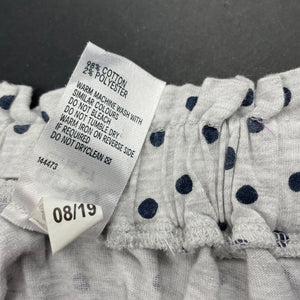 98% COTTON
2% POLYESTER
WARM MACHINE WASH WITH
SIMILAR COLOURS
DO NOT BLEACH
DO NOT TUMBLE DRY
WARM IRON ON REVERSE SIDE
IF REQUIRED
DO NOT DRYCLEAN
144473
08/19